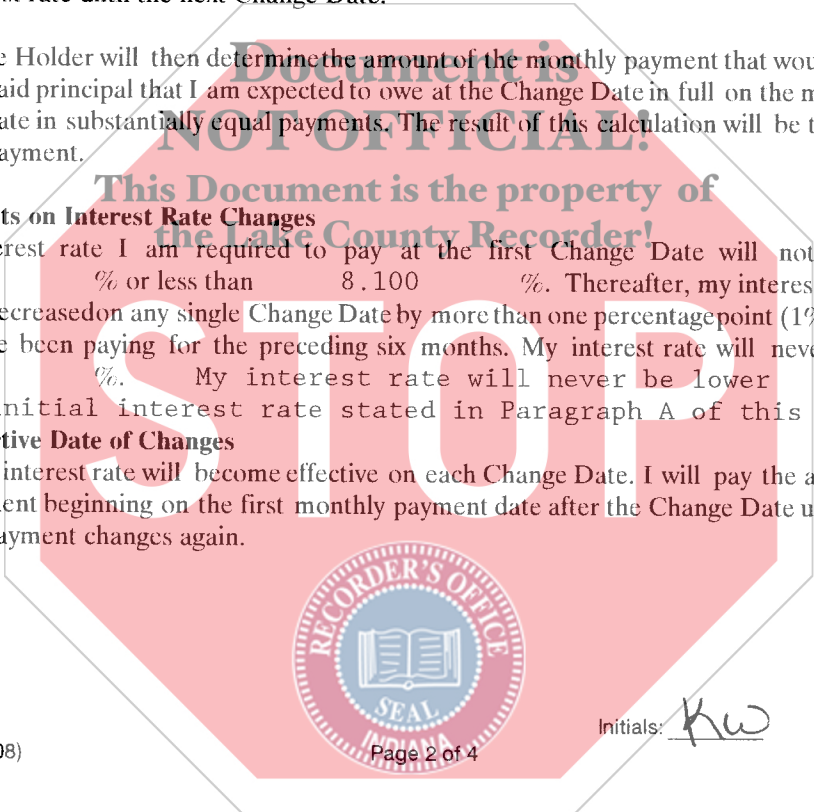 st rate until the next Change Date.
e Holder will then determine the amount of the monthly payment that wou
aid principal that I am expected to owe at the Change Date in full on the m
ate in substantially equal payments. The result of this calculation will be t
ayment.
ts on Interest Rate Changes
erest rate I am required to pay at the first Change Date will not
% or less than 8.100 %. Thereafter, my interes
ecreased on any single Change Date by more than one percentage point (1%
e been paying for the preceding six months. My interest rate will neve
%. My interest rate will never be lower
nitial interest rate stated in Paragraph A of this
tive Date of Changes
interest rate will become effective on each Change Date. I will pay the a
ent beginning on the first monthly payment date after the Change Date u
ayment changes again.
Document is
NOT OFFICIAL!
This Document is the property of
the Lake County Recorder!
STOP
RECORDER'S OFFICE
SEAL
INDIANA
Initials: KW
08)
Page 2 of 4